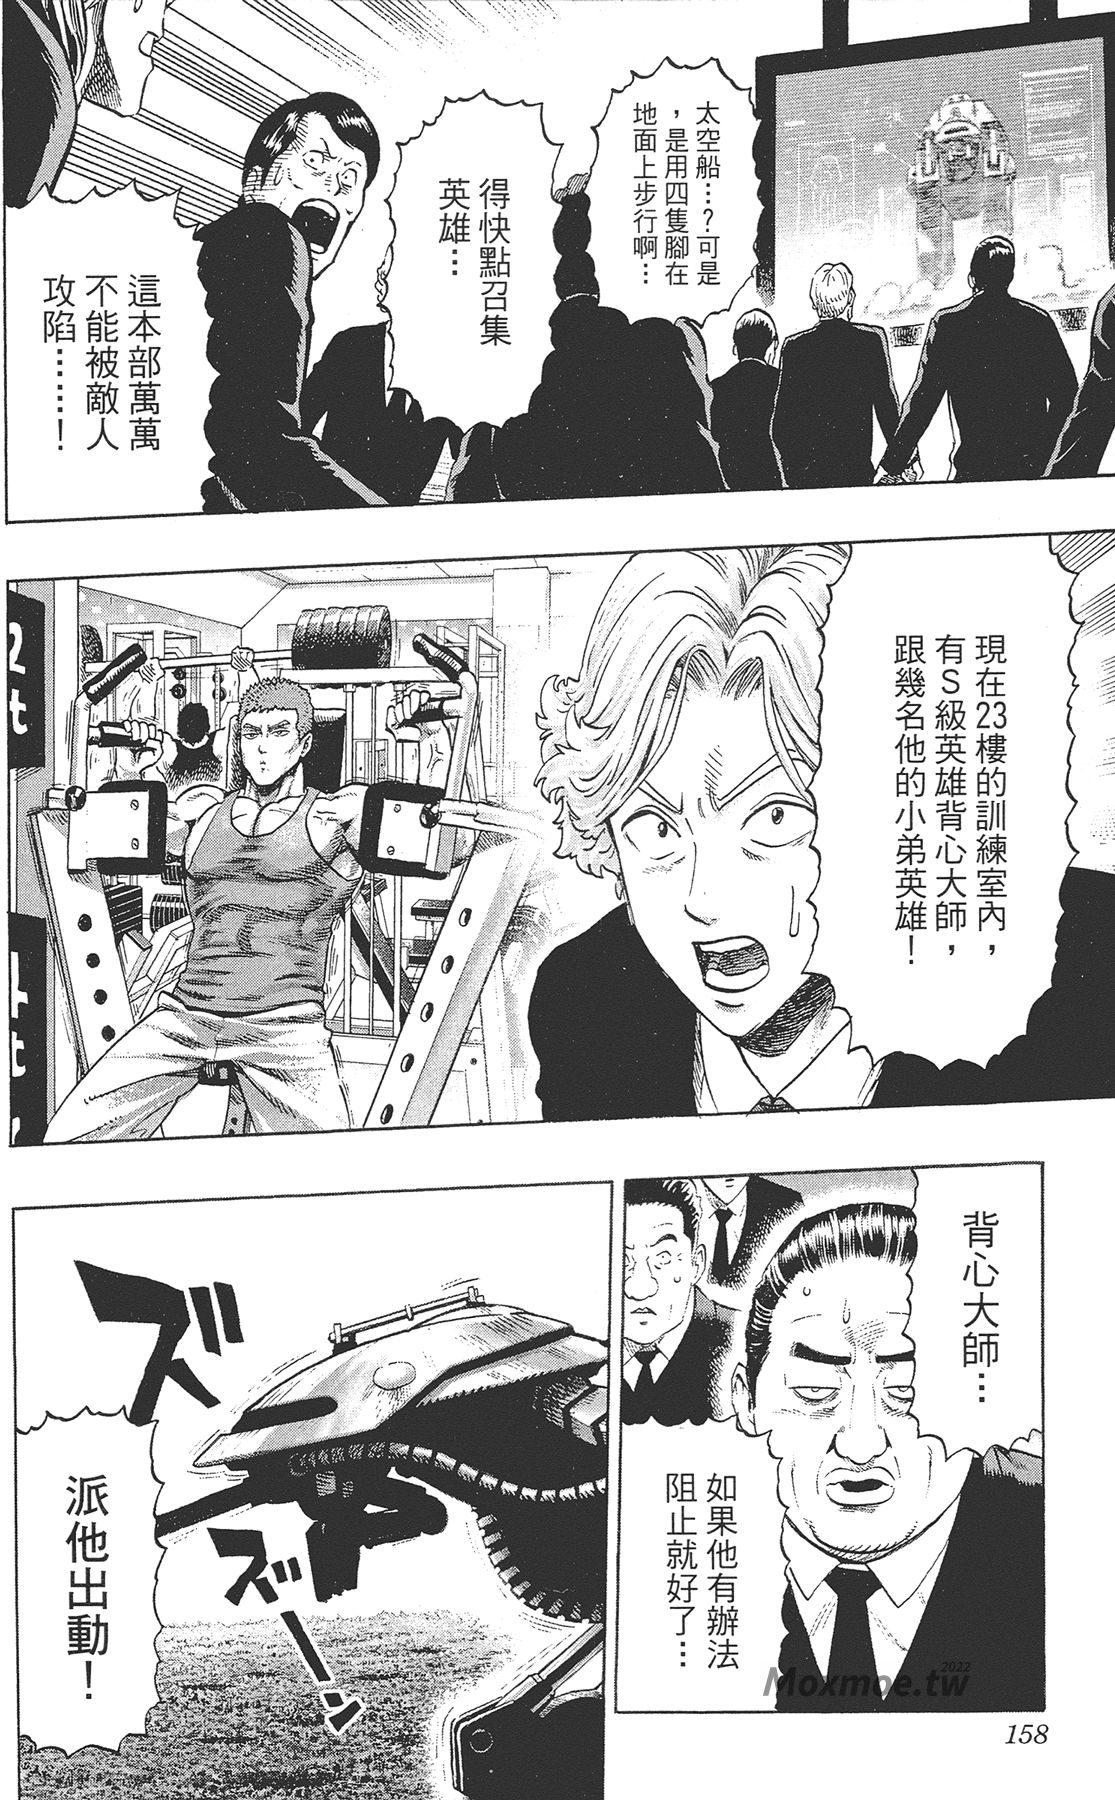 太空船…?可是
，是用四隻腳在
地面上步行啊…
得快點召集
英雄…
這本部萬萬
不能被敵人
攻陷……！
現在23樓的訓練室內，
有S級英雄背心大師，
跟幾名他的小弟英雄！
2t
1t
背心大師…
如果他有辦法
阻止就好了…
ズズーン
派他出動！
Moxmoe.tw
2022
158